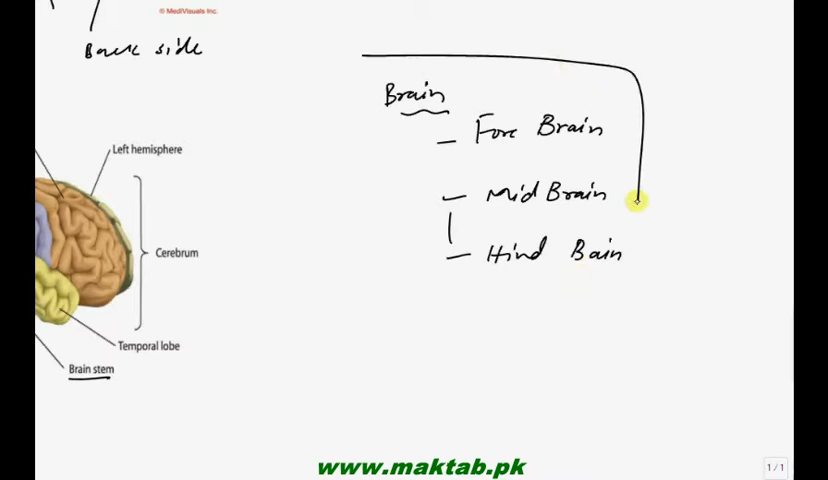 © MediVisuals Inc.
Back side
Brain
– Fore Brain
Left hemisphere
– Mid Brain
Cerebrum
– Hind Bain
Temporal lobe
Brain stem
www.maktab.pk
1/1